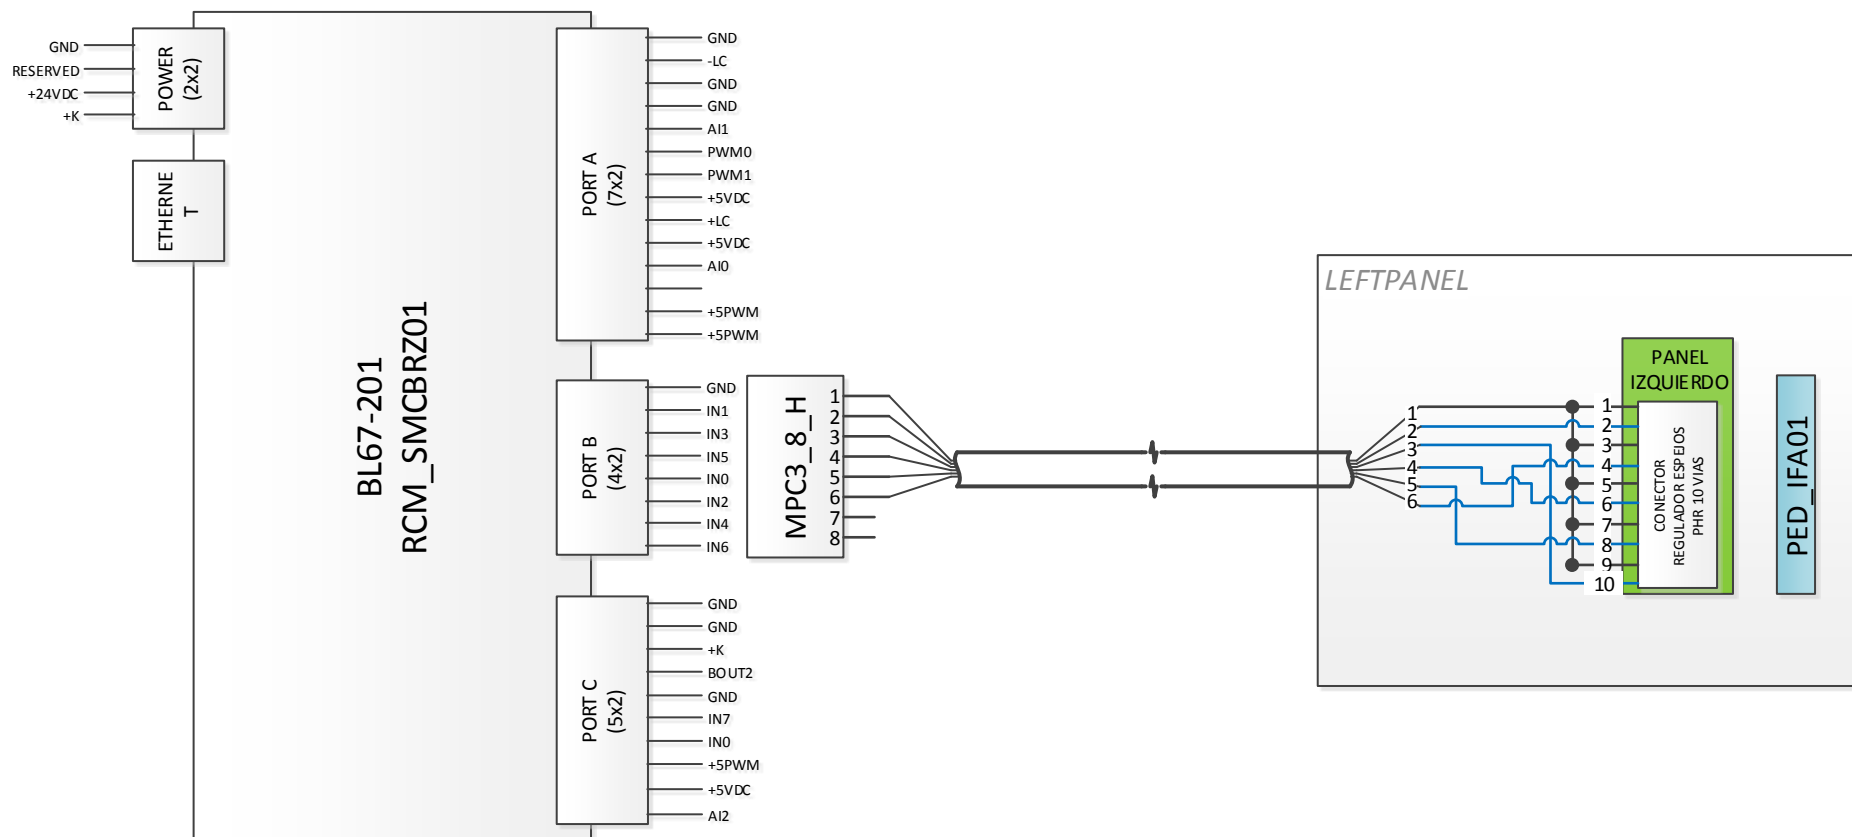 GND
RESERVED
+24VDC
+K
POWER
(2x2)
ETHERNE
T
BL67-201
RCM_SMCBRZ01
PORT A
(7x2)
GND
-LC
GND
GND
AI1
PWM0
PWM1
+5VDC
+LC
+5VDC
AI0
+5PWM
+5PWM
PORT B
(4x2)
GND
IN1
IN3
IN5
IN0
IN2
IN4
IN6
PORT C
(5x2)
GND
GND
+K
BOUT2
GND
IN7
IN0
+5PWM
+5VDC
AI2
MPC3_8_H
1
2
3
4
5
6
7
8
LEFTPANEL
1
2
3
4
5
6
1
2
3
4
5
6
7
8
9
10
PANEL
IZQUIERDO
CONECTOR
REGULADOR ESPEJOS
PHR 10 VIAS
PED_IFA01